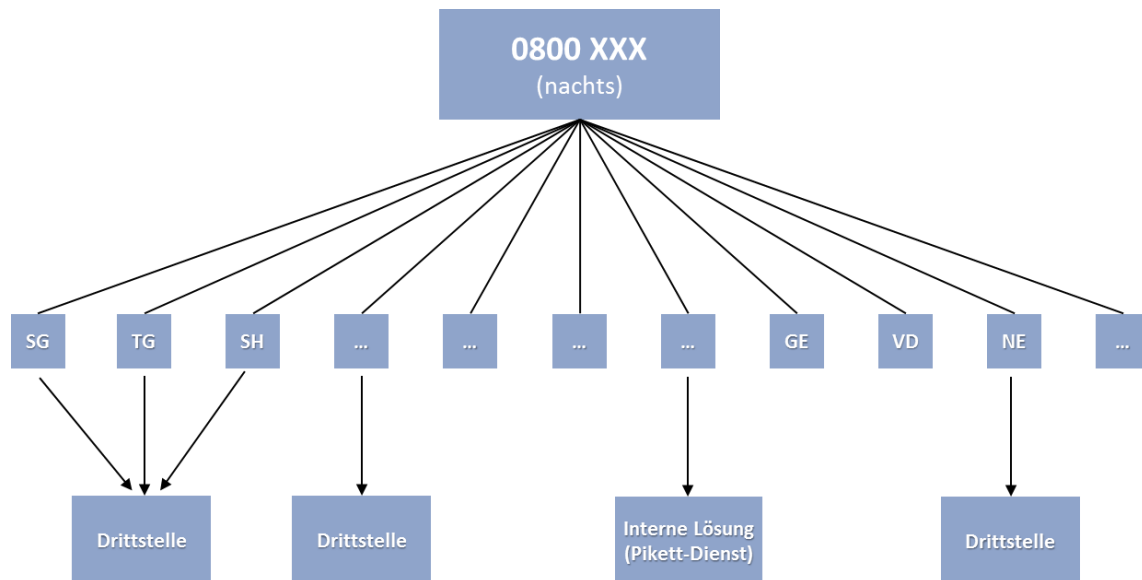 0800 XXX
(nachts)
SG TG SH ... ... ... ... GE VD NE ...
Drittstelle Drittstelle Interne Lösung (Pikett-Dienst) Drittstelle